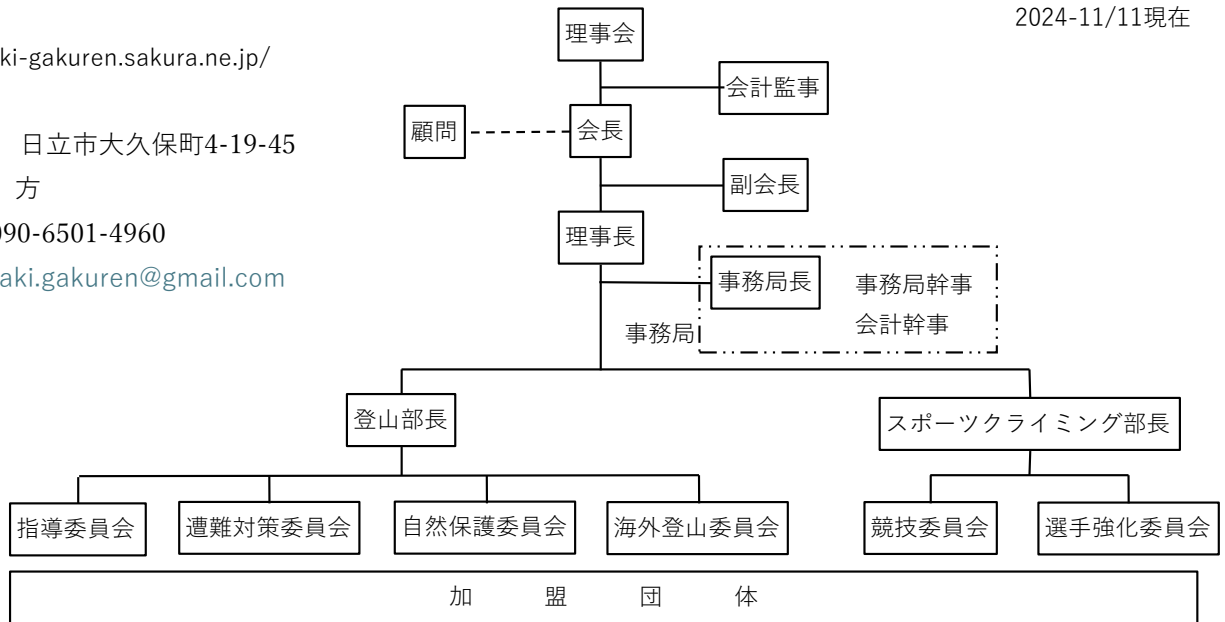 2024-11/11現在
理事会
ki-gakuren.sakura.ne.jp/
会計監事
顧問
会長
日立市大久保町4-19-45
方
副会長
090-6501-4960
理事長
aki.gakuren@gmail.com
事務局長
事務局幹事
会計幹事
事務局
登山部長
スポーツクライミング部長
指導委員会
遭難対策委員会
自然保護委員会
海外登山委員会
競技委員会
選手強化委員会
加 盟 団 体